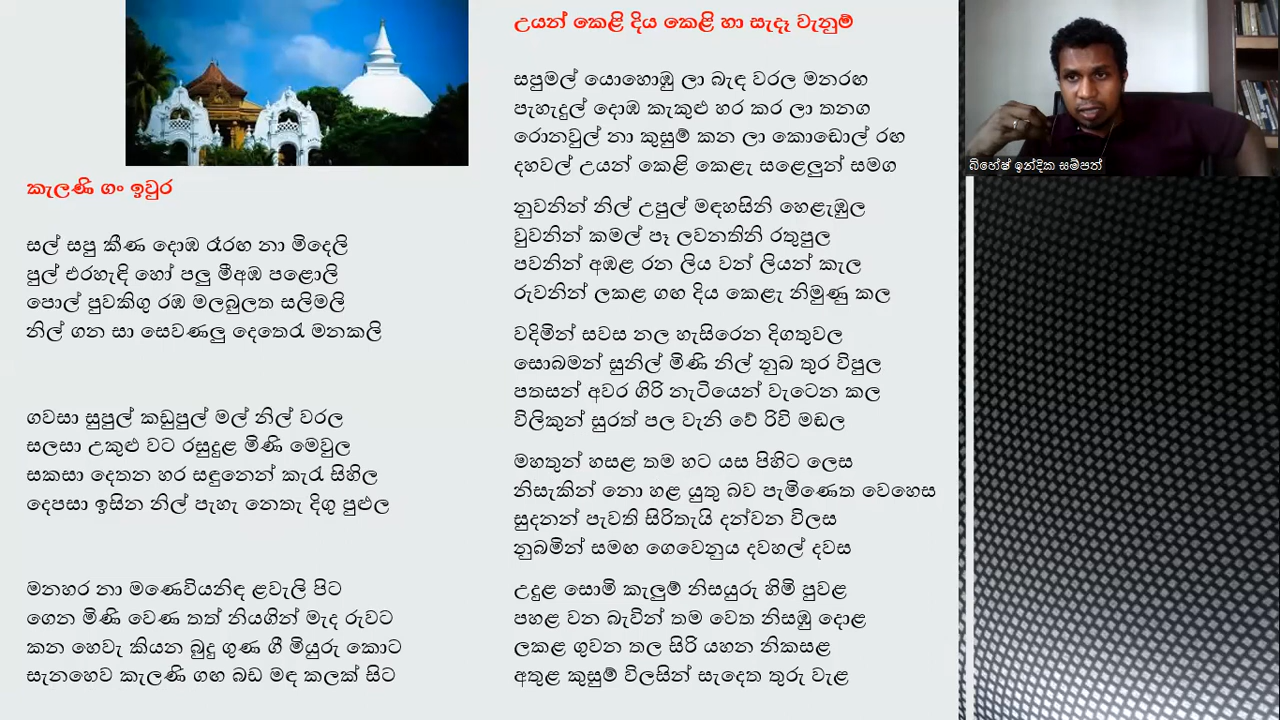 කැලණි ගං ඉවුර
සල් සපු කීණ දොඹ රෑරඟ නා මිදෙලි
පුල් එරහැඳි හෝ පලු මීඅඹ පළොලි
පොල් පුවකිගු රඹ මලබුලත සලිමලි
නිල් ගන සා සෙවණලු දෙතෙරැ මනකලි
ගවසා සුපුල් කඩුපුල් මල් නිල් වරල
සලසා උකුළු වට රසුදුළ මිණි මෙවුල
සකසා දෙතන හර සඳුනෙන් කැරැ සිහිල
දෙපසා ඉසින නිල් පැහැ නෙතැ දිගු පුළුල
මනහර නා මණෙවියනිඳ ළවැලි පිට
ගෙන මිණි වෙණ තත් නියගින් මැද රුවට
කන හෙවැ කියන බුදු ගුණ ගී මියුරු කොට
සැනහෙව කැලණි ගඟ බඩ මඳ කලක් සිට
උයන් කෙළි දිය කෙළි හා සැඳෑ වැනුම්
සපුමල් යොහොඹු ලා බැඳ වරල මනරඟ
පැහැදුල් දොඹ කැකුළු හර කර ලා තනග
රොනවුල් නා කුසුම් කන ලා කොඬොල් රඟ
දහවල් උයන් කෙළි කෙළැ සළෙලුන් සමග
නුවනින් නිල් උපුල් මඳහසිනි හෙළැඹුල
වුවනින් කමල් පෑ ලවනතිනි රතුපුල
පවනින් අඹළ රන ලිය වන් ලියන් කැල
රුවනින් ලකළ ගඟ දිය කෙළැ නිමුණු කල
වදිමින් සවස නල හැසිරෙන දිගතුවල
සොබමන් සුනිල් මිණි නිල් නුබ තුර විපුල
පතසන් අවර ගිරි නැටියෙන් වැටෙන කල
විලිකුන් සුරත් පල වැනි වේ රිවි මඩල
මහතුන් හසළ තම හට යස පිහිට ලෙස
නිසැකින් නො හළ යුතු බව පැමිණෙත වෙහෙස
සුදනන් පැවති සිරිතැයි දන්වන විලස
නුබමින් සමඟ ගෙවෙනුය දවහල් දවස
උදුළ සොමි කැලුම් නිසයුරු හිමි පුවළ
පහළ වන බැවින් තම වෙත නිසඹු දොළ
ලකළ ගුවන තල සිරි යහන නිකසළ
අතුළ කුසුම් විලසින් සැදෙත තුරු වැළ
බිහේෂ් ඉන්දික සම්පත්